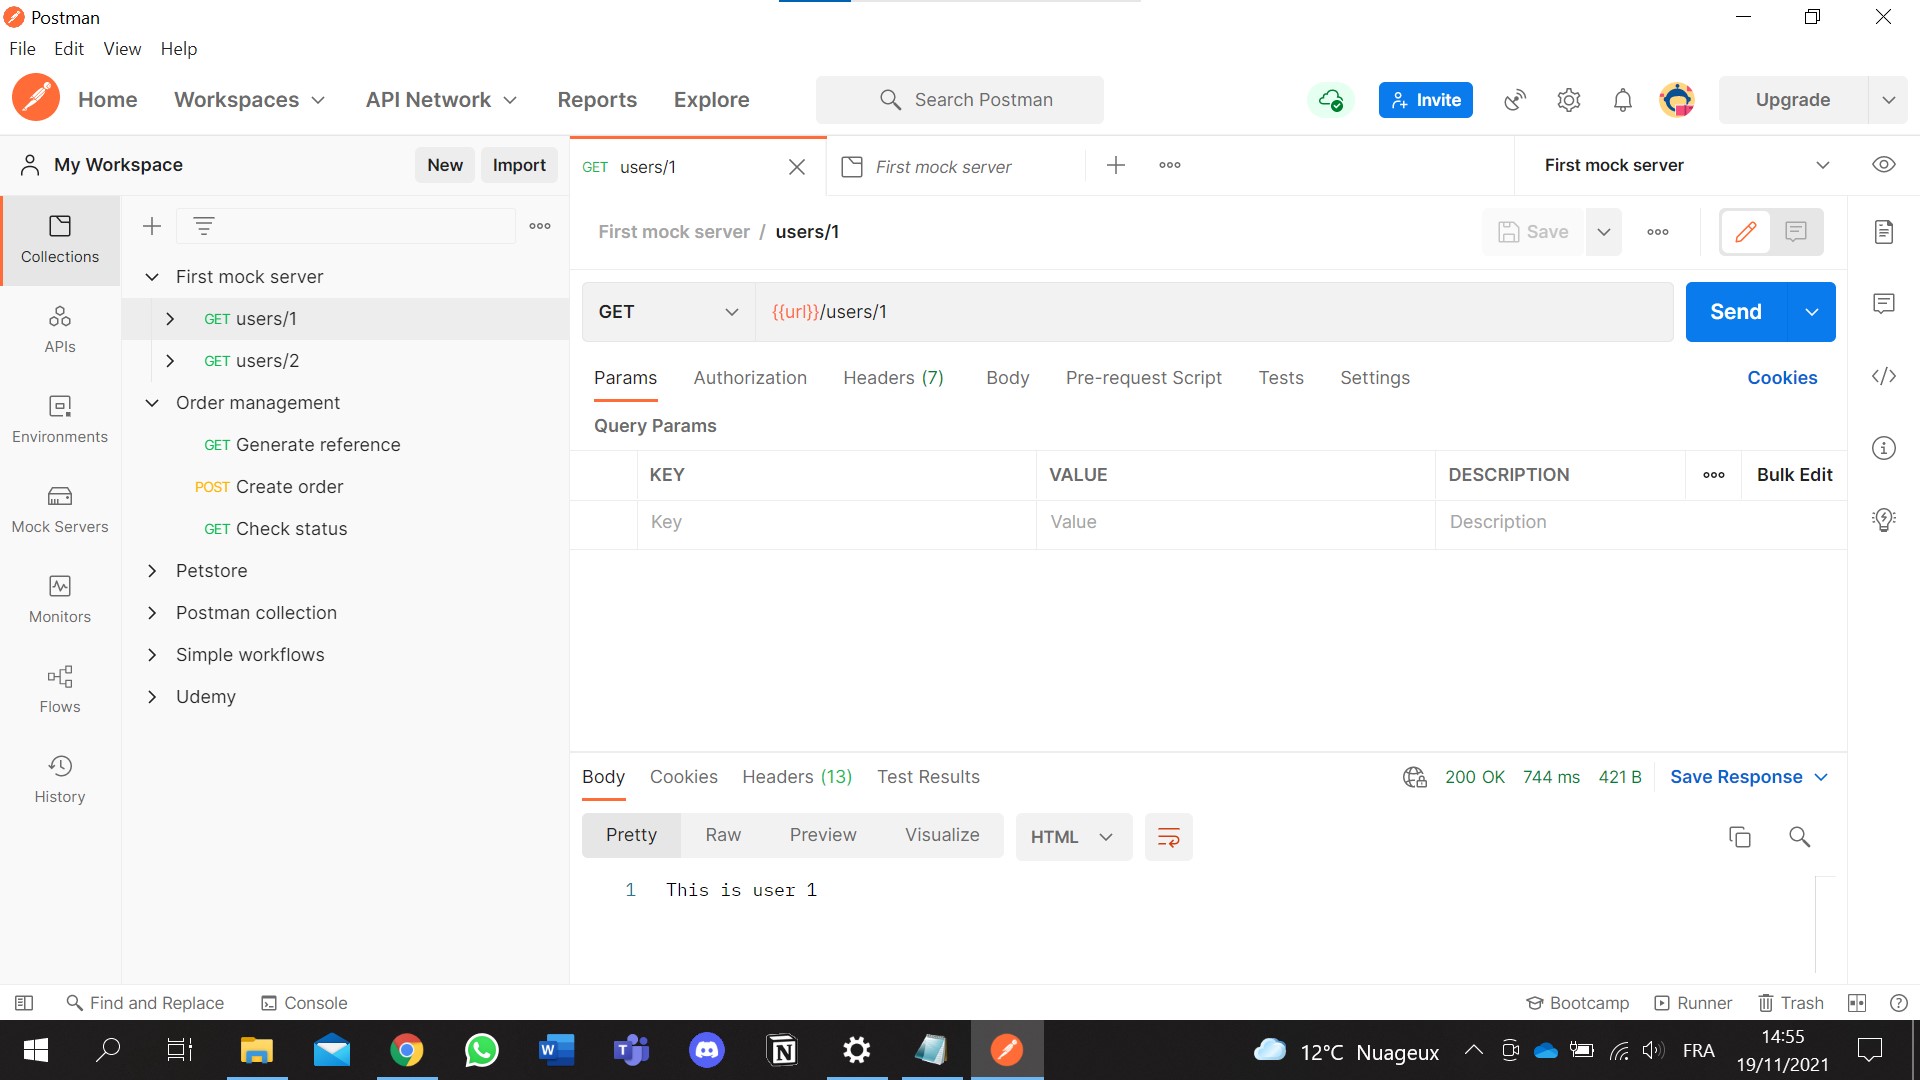 Postman
File Edit View Help
Home Workspaces API Network Reports Explore Search Postman Invite Upgrade
My Workspace New Import GET users/1 First mock server First mock server
First mock server / users/1 Save
Collections
APIs
Environments
Mock Servers
Monitors
Flows
History
First mock server
GET users/1
GET users/2
Order management
GET Generate reference
POST Create order
GET Check status
Petstore
Postman collection
Simple workflows
Udemy
GET {{url}}/users/1 Send
Params Authorization Headers (7) Body Pre-request Script Tests Settings Cookies
Query Params
KEY VALUE DESCRIPTION Bulk Edit
Key Value Description
Body Cookies Headers (13) Test Results 200 OK 744 ms 421 B Save Response
Pretty Raw Preview Visualize HTML
1 This is user 1
Find and Replace Console Bootcamp Runner Trash
12°C Nuageux FRA 14:55
19/11/2021